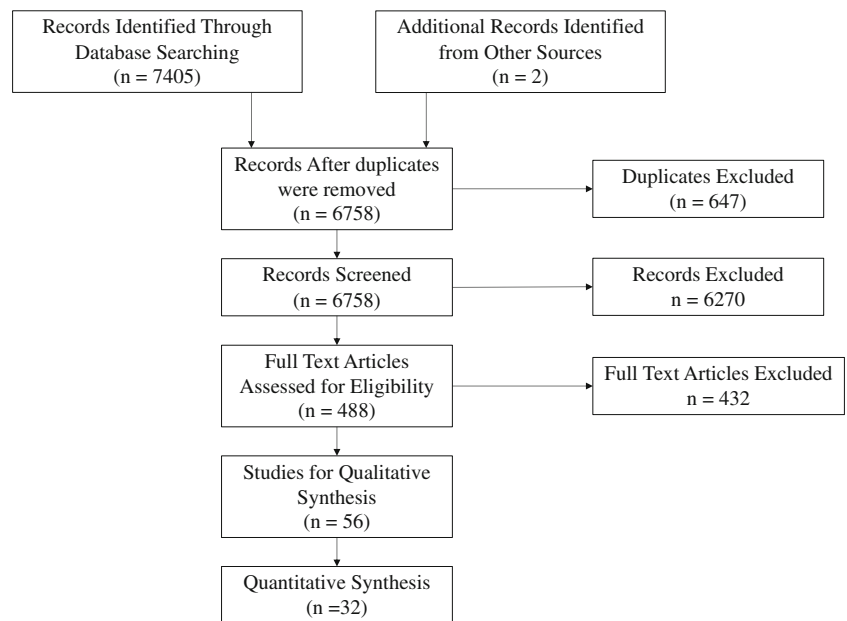 Records Identified Through
Database Searching
(n = 7405)
Additional Records Identified
from Other Sources
(n = 2)
Records After duplicates
were removed
(n = 6758)
Duplicates Excluded
(n = 647)
Records Screened
(n = 6758)
Records Excluded
n = 6270
Full Text Articles
Assessed for Eligibility
(n = 488)
Full Text Articles Excluded
n = 432
Studies for Qualitative
Synthesis
(n = 56)
Quantitative Synthesis
(n =32)